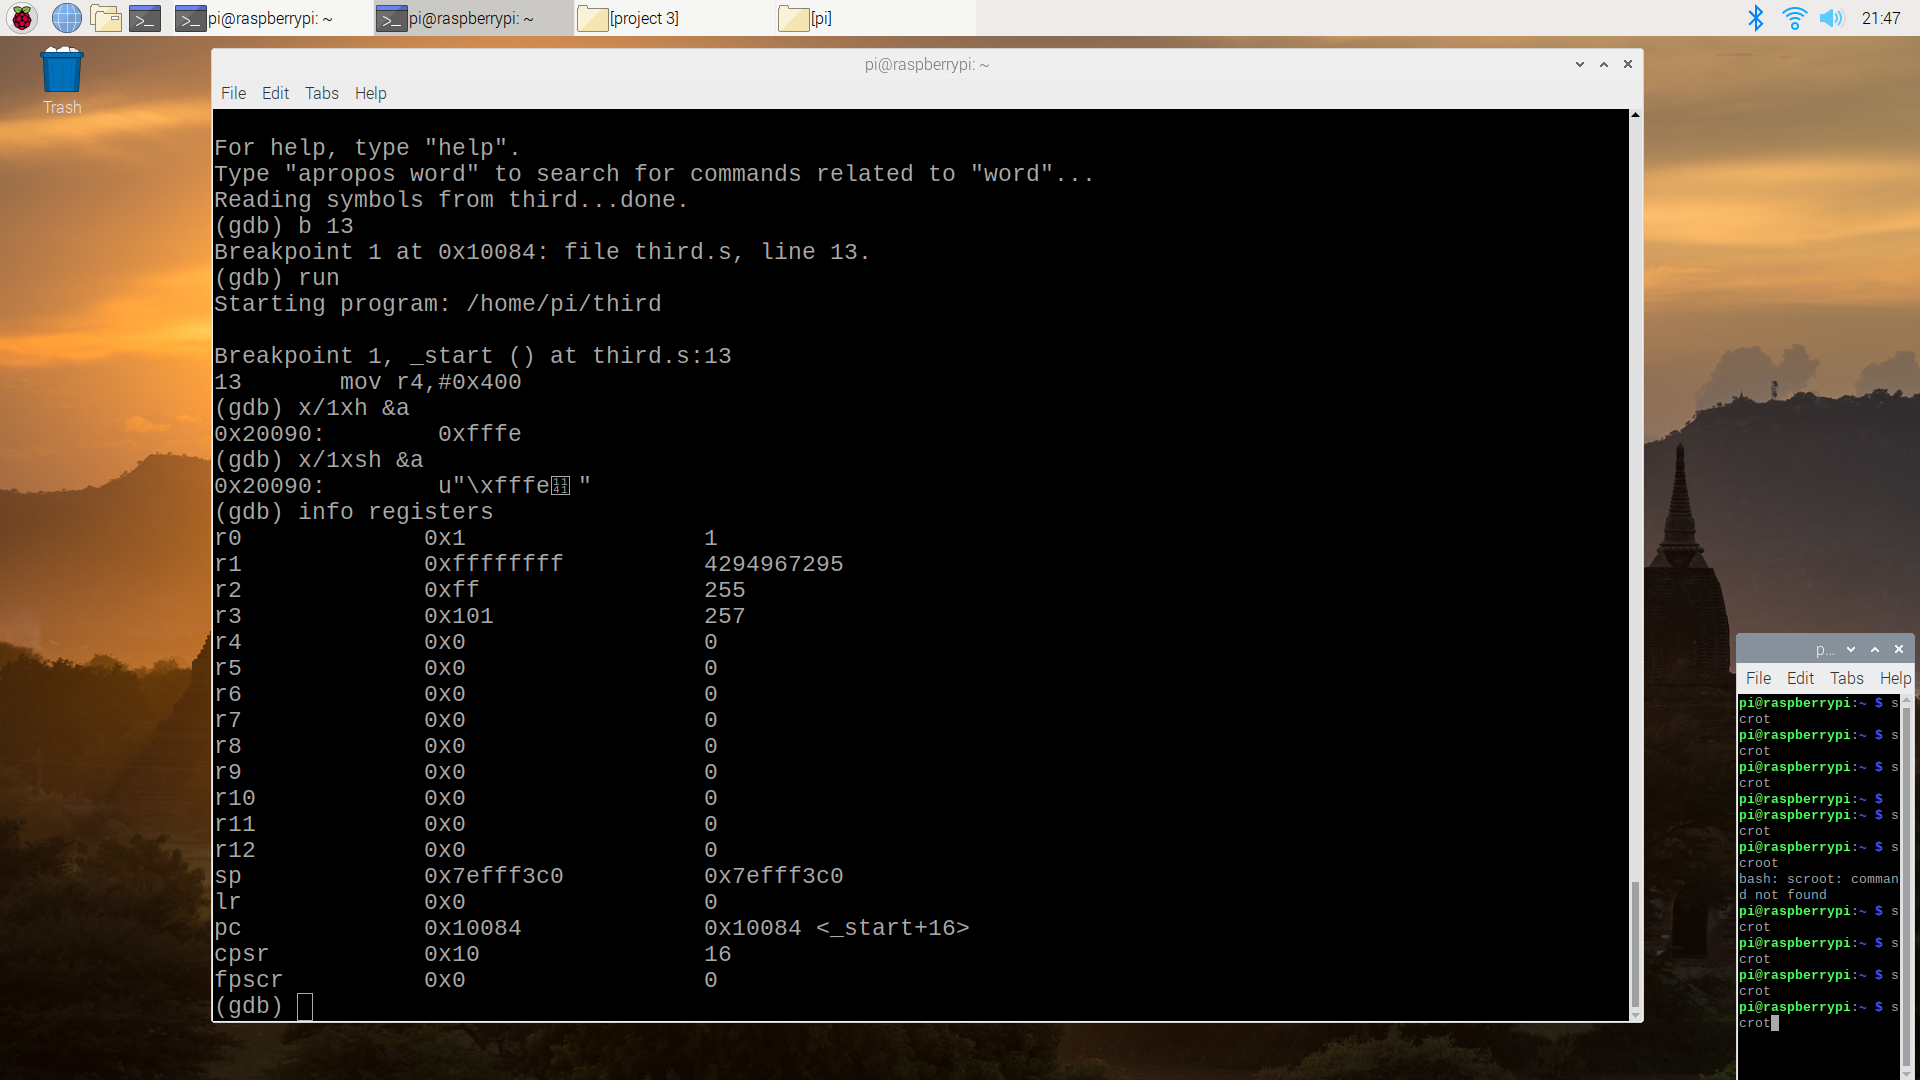 pi@raspberrypi: ~
pi@raspberrypi: ~
[project 3]
[pi]
21:47
Trash
pi@raspberrypi: ~
File Edit Tabs Help
For help, type "help".
Type "apropos word" to search for commands related to "word"...
Reading symbols from third...done.
(gdb) b 13
Breakpoint 1 at 0x10084: file third.s, line 13.
(gdb) run
Starting program: /home/pi/third
Breakpoint 1, _start () at third.s:13
13 mov r4,#0x400
(gdb) x/1xh &a
0x20090: 0xfffe
(gdb) x/1xsh &a
0x20090: u"\xfffe "
(gdb) info registers
r0 0x1 1
r1 0xffffffff 4294967295
r2 0xff 255
r3 0x101 257
r4 0x0 0
r5 0x0 0
r6 0x0 0
r7 0x0 0
r8 0x0 0
r9 0x0 0
r10 0x0 0
r11 0x0 0
r12 0x0 0
sp 0x7efff3c0 0x7efff3c0
lr 0x0 0
pc 0x10084 0x10084 <_start+16>
cpsr 0x10 16
fpscr 0x0 0
(gdb)
p...
File Edit Tabs Help
pi@raspberrypi:~ $ s
crot
pi@raspberrypi:~ $ s
crot
pi@raspberrypi:~ $ s
crot
pi@raspberrypi:~ $
pi@raspberrypi:~ $ s
crot
pi@raspberrypi:~ $ s
croot
bash: scroot: comman
d not found
pi@raspberrypi:~ $ s
crot
pi@raspberrypi:~ $ s
crot
pi@raspberrypi:~ $ s
crot
pi@raspberrypi:~ $ s
crot